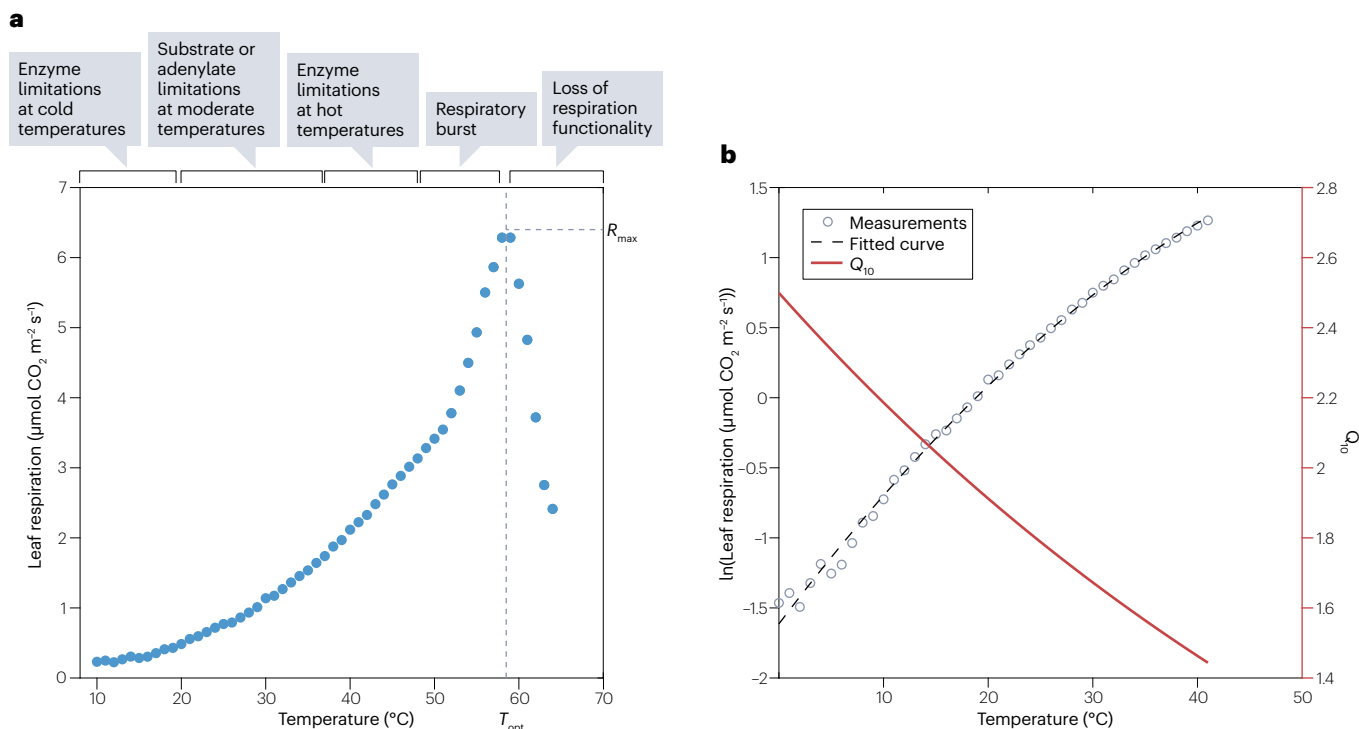 a
Enzyme
limitations
at cold
temperatures
Substrate or
adenylate
limitations
at moderate
temperatures
Enzyme
limitations
at hot
temperatures
Respiratory
burst
Loss of
respiration
functionality
7
6
5
4
3
2
1
0
Leaf respiration (µmol CO₂ m⁻² s⁻¹)
R_max
10
20
30
40
50
60
70
Temperature (°C)
T_opt
b
Measurements
Fitted curve
Q₁₀
1.5
1
0.5
0
–0.5
–1
–1.5
–2
ln(Leaf respiration (µmol CO₂ m⁻² s⁻¹))
2.8
2.6
2.4
2.2
2
1.8
1.6
1.4
Q₁₀
10
20
30
40
50
Temperature (°C)